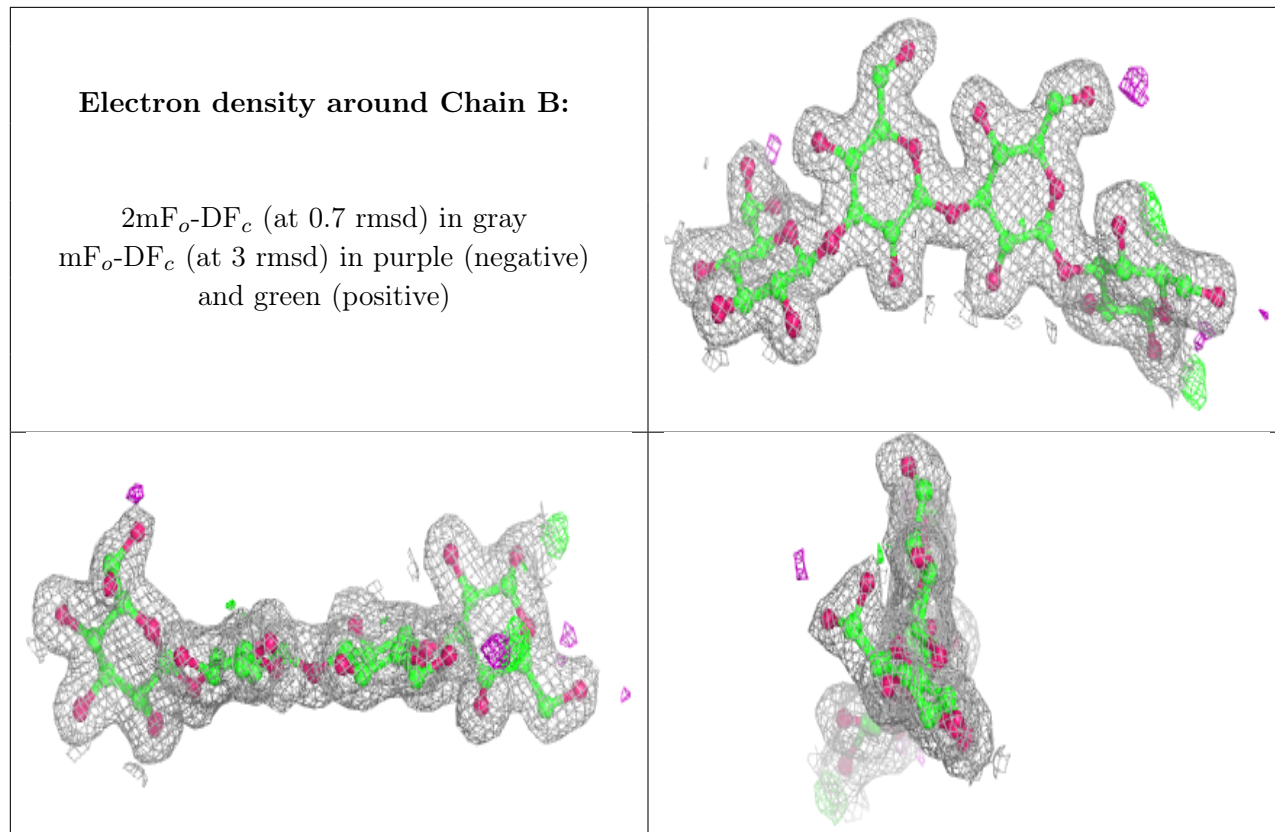 Electron density around Chain B:
2mFₒ-DF𝒸 (at 0.7 rmsd) in gray
mFₒ-DF𝒸 (at 3 rmsd) in purple (negative)
and green (positive)